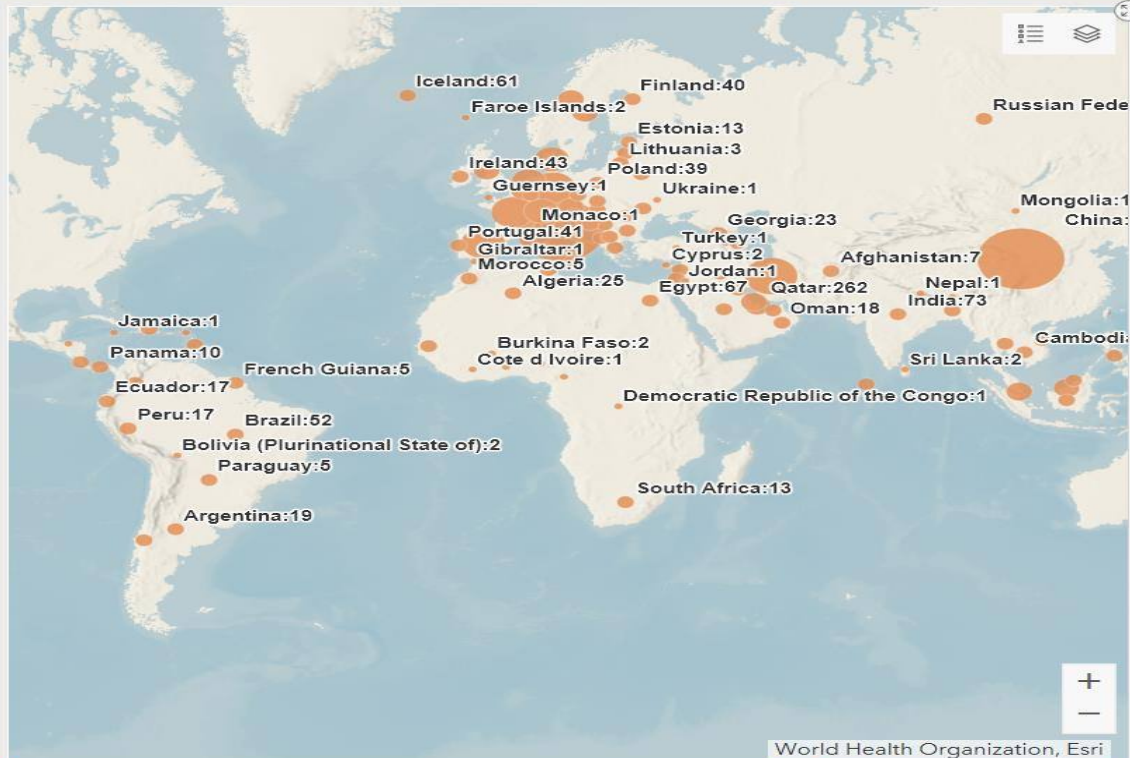 Iceland:61
Finland:40
Faroe Islands:2
Russian Fede
Estonia:13
Lithuania:3
Ireland:43
Poland:39
Guernsey:1
Ukraine:1
Mongolia:1
Monaco:1
Georgia:23
China:
Portugal:41
Turkey:1
Gibraltar:1
Cyprus:2
Afghanistan:7
Morocco:5
Jordan:1
Algeria:25
Egypt:67
Qatar:262
Nepal:1
India:73
Oman:18
Jamaica:1
Burkina Faso:2
Cambodi
Panama:10
Cote d Ivoire:1
Sri Lanka:2
French Guiana:5
Ecuador:17
Democratic Republic of the Congo:1
Peru:17
Brazil:52
Bolivia (Plurinational State of):2
Paraguay:5
South Africa:13
Argentina:19
World Health Organization, Esri